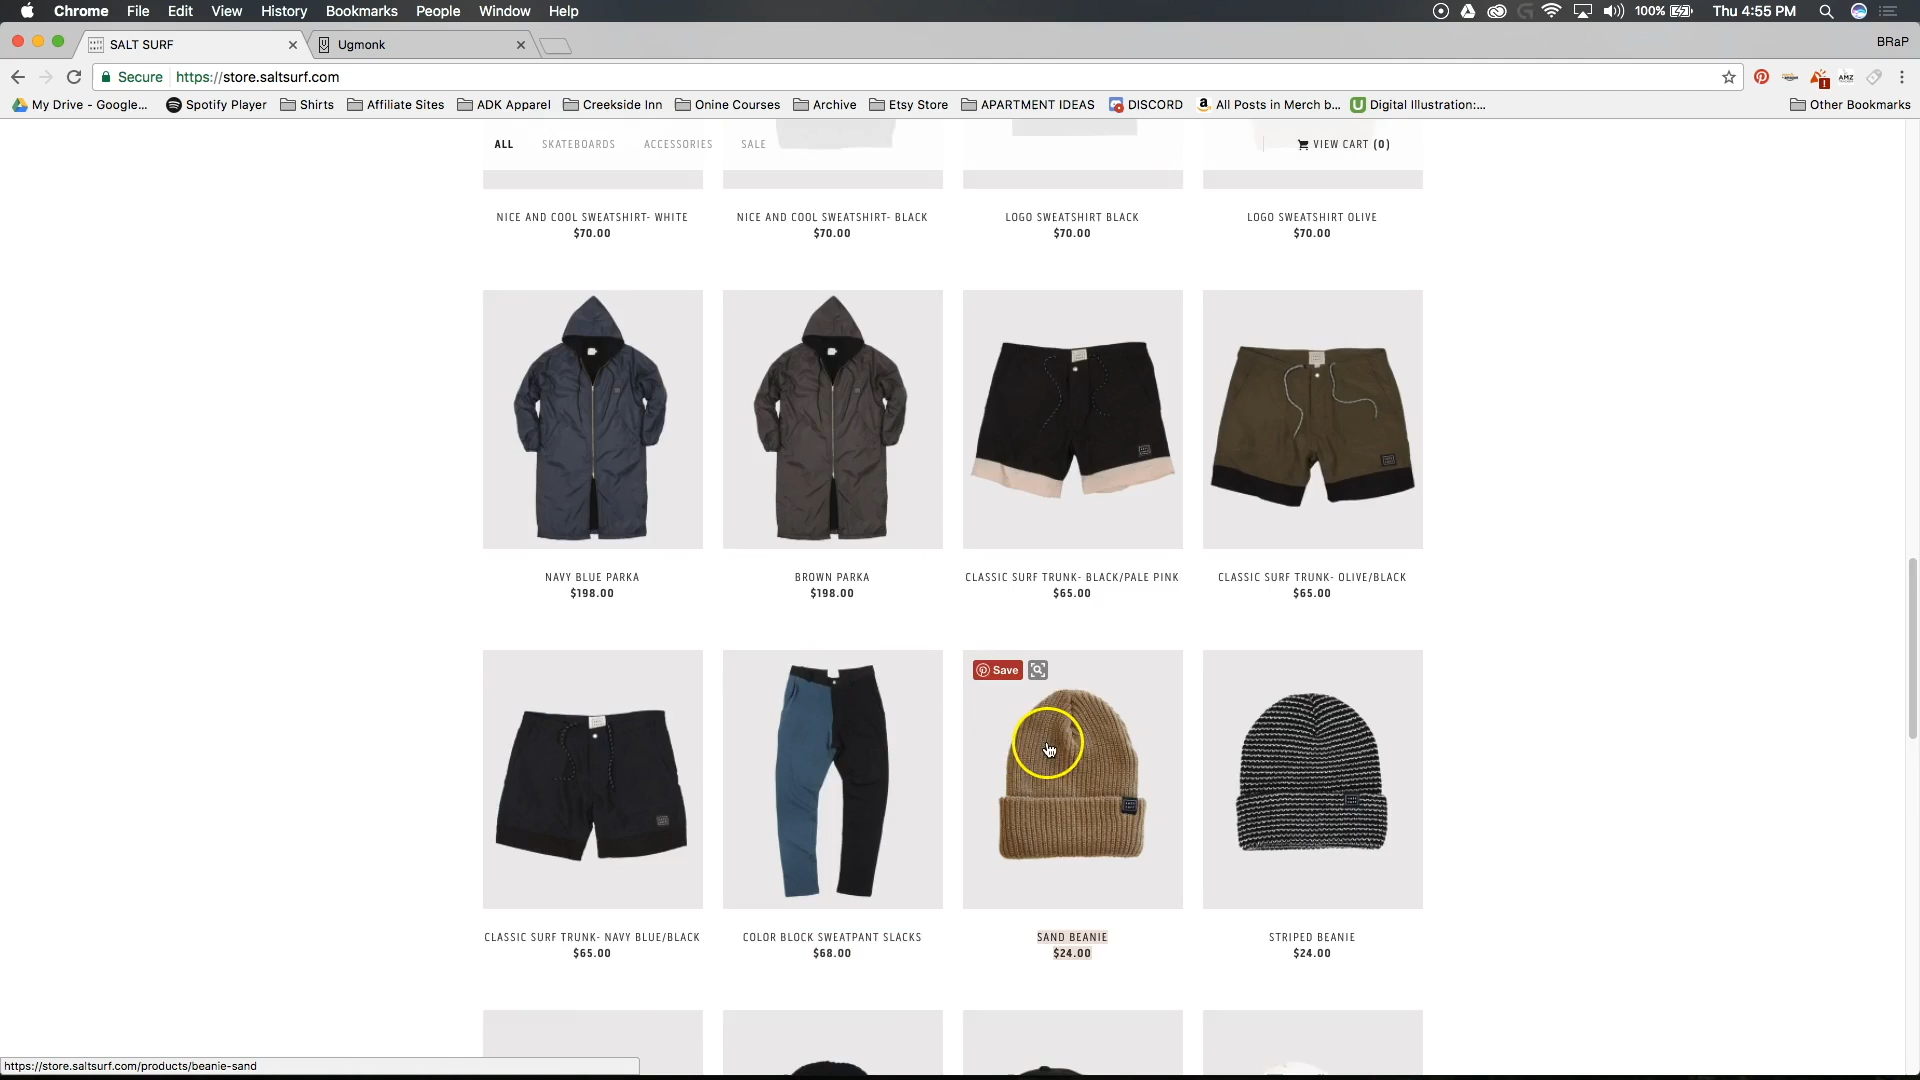 Chrome File Edit View History Bookmarks People Window Help 100% Thu 4:55 PM
SALT SURF Ugmonk BRaP
Secure https://store.saltsurf.com
My Drive - Google... Spotify Player Shirts Affiliate Sites ADK Apparel Creekside Inn Onine Courses Archive Etsy Store APARTMENT IDEAS DISCORD All Posts in Merch b... Digital Illustration:... Other Bookmarks
ALL SKATEBOARDS ACCESSORIES SALE VIEW CART (0)
NICE AND COOL SWEATSHIRT- WHITE
$70.00
NICE AND COOL SWEATSHIRT- BLACK
$70.00
LOGO SWEATSHIRT BLACK
$70.00
LOGO SWEATSHIRT OLIVE
$70.00
NAVY BLUE PARKA
$198.00
BROWN PARKA
$198.00
CLASSIC SURF TRUNK- BLACK/PALE PINK
$65.00
CLASSIC SURF TRUNK- OLIVE/BLACK
$65.00
Save
CLASSIC SURF TRUNK- NAVY BLUE/BLACK
$65.00
COLOR BLOCK SWEATPANT SLACKS
$68.00
SAND BEANIE
$24.00
STRIPED BEANIE
$24.00
https://store.saltsurf.com/products/beanie-sand